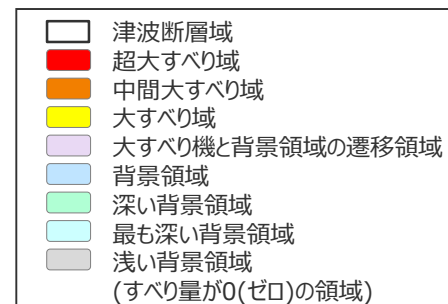 津波断層域
超大すべり域
中間大すべり域
大すべり域
大すべり機と背景領域の遷移領域
背景領域
深い背景領域
最も深い背景領域
浅い背景領域
(すべり量が0(ゼロ)の領域)